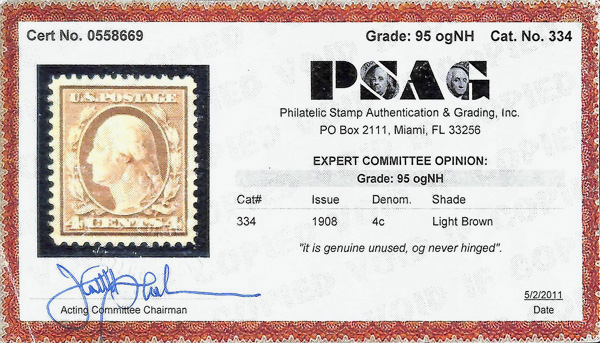 Cert No. 0558669 Grade: 95 ogNH Cat. No. 334
PSAG
Philatelic Stamp Authentication & Grading, Inc.
PO Box 2111, Miami, FL 33256
U.S. POSTAGE
4 CENTS 4
EXPERT COMMITTEE OPINION:
Grade: 95 ogNH
Cat# Issue Denom. Shade
334 1908 4c Light Brown
"it is genuine unused, og never hinged".
5/2/2011
Acting Committee Chairman Date